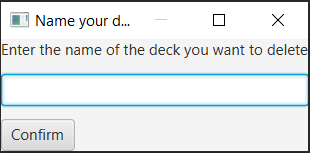 Name your d...
Enter the name of the deck you want to delete
Confirm